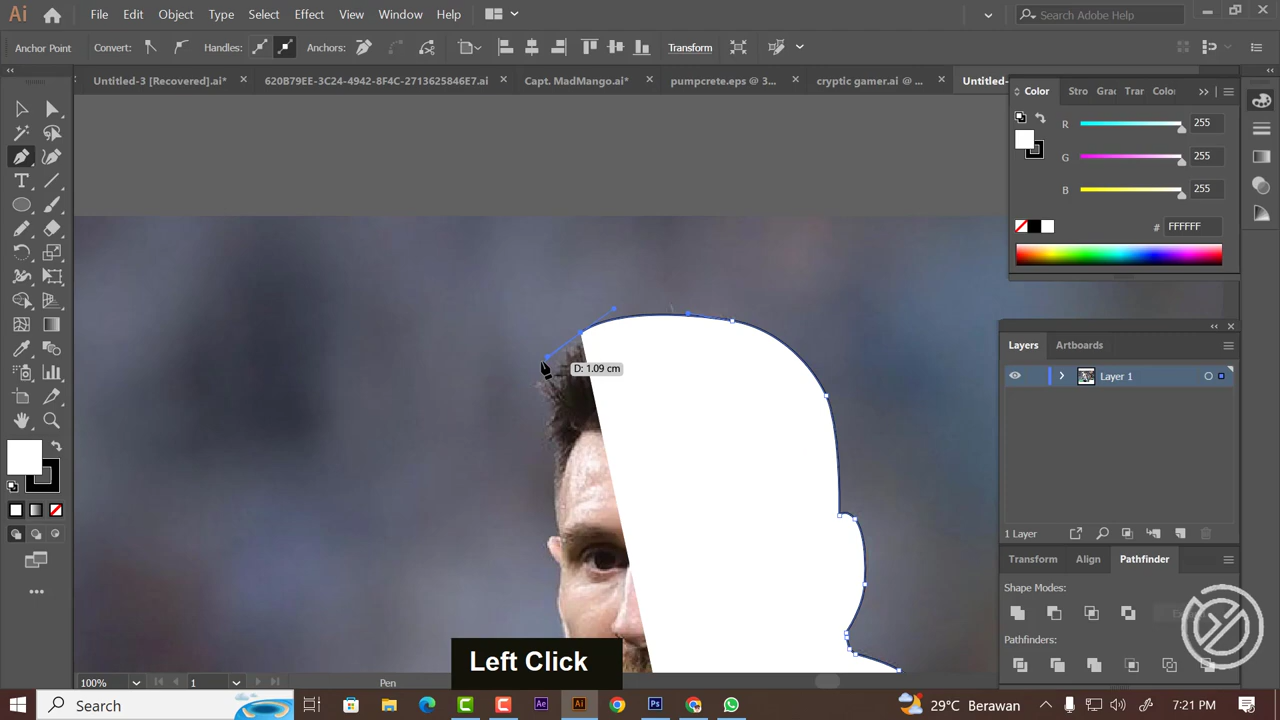 Ai
File Edit Object Type Select Effect View Window Help
Search Adobe Help
Anchor Point Convert: Handles: Anchors: Transform
Untitled-3 [Recovered].ai* × 620B79EE-3C24-4942-8F4C-2713625846E7.ai × Capt. MadMango.ai* × pumpcrete.eps @ 3... × cryptic gamer.ai @ ... × Untitled-
Color Stro Grac Trar Colo
R 255
G 255
B 255
# FFFFFF
D: 1.09 cm
Layers Artboards
Layer 1
1 Layer
Transform Align Pathfinder
Shape Modes:
Pathfinders:
Left Click
100% 1 Pen
Search
Ae Ai Ps
29°C Berawan
7:21 PM